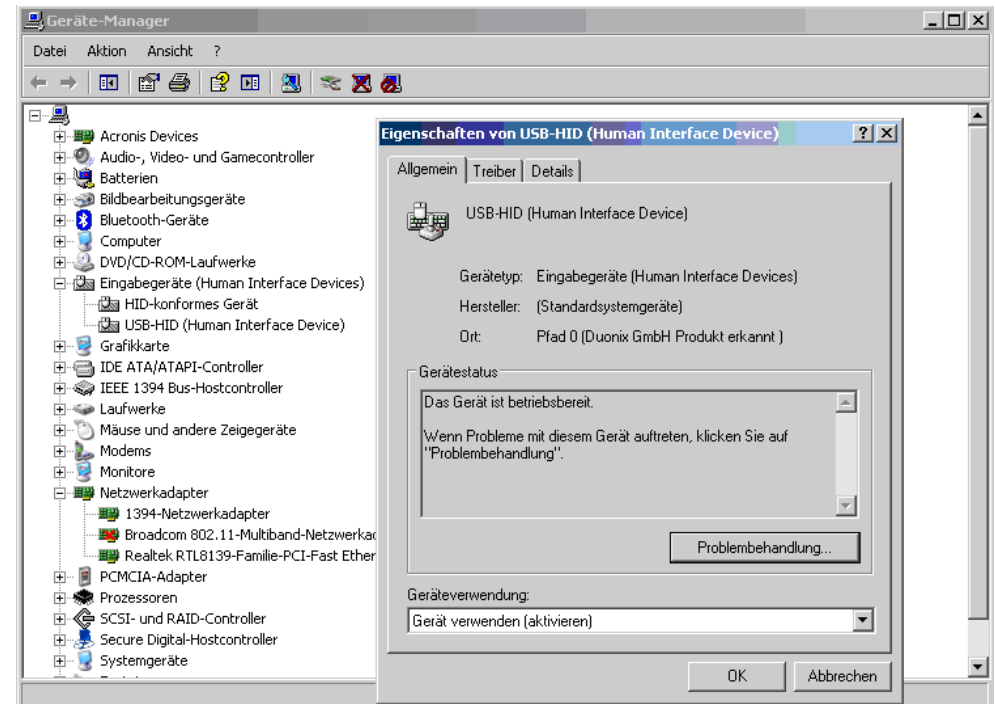 Geräte-Manager
Datei Aktion Ansicht ?
Acronis Devices
Audio-, Video- und Gamecontroller
Batterien
Bildbearbeitungsgeräte
Bluetooth-Geräte
Computer
DVD/CD-ROM-Laufwerke
Eingabegeräte (Human Interface Devices)
HID-konformes Gerät
USB-HID (Human Interface Device)
Grafikkarte
IDE ATA/ATAPI-Controller
IEEE 1394 Bus-Hostcontroller
Laufwerke
Mäuse und andere Zeigegeräte
Modems
Monitore
Netzwerkadapter
1394-Netzwerkadapter
Broadcom 802.11-Multiband-Netzwerkad
Realtek RTL8139-Familie-PCI-Fast Ether
PCMCIA-Adapter
Prozessoren
SCSI- und RAID-Controller
Secure Digital-Hostcontroller
Systemgeräte
Eigenschaften von USB-HID (Human Interface Device)
Allgemein Treiber Details
USB-HID (Human Interface Device)
Gerätetyp: Eingabegeräte (Human Interface Devices)
Hersteller: (Standardsystemgeräte)
Ort: Pfad 0 (Duonix GmbH Produkt erkannt )
Gerätestatus
Das Gerät ist betriebsbereit.
Wenn Probleme mit diesem Gerät auftreten, klicken Sie auf
"Problembehandlung".
Problembehandlung...
Geräteverwendung:
Gerät verwenden (aktivieren)
OK Abbrechen